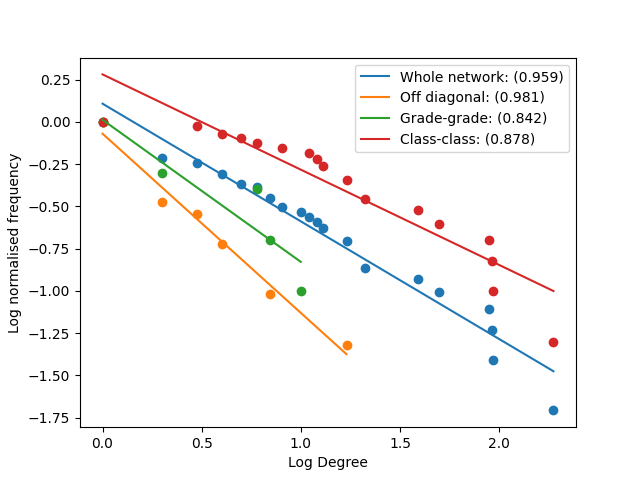 Whole network: (0.959)
Off diagonal: (0.981)
Grade-grade: (0.842)
Class-class: (0.878)
0.25
0.00
−0.25
−0.50
−0.75
−1.00
−1.25
−1.50
−1.75
Log normalised frequency
0.0 0.5 1.0 1.5 2.0
Log Degree